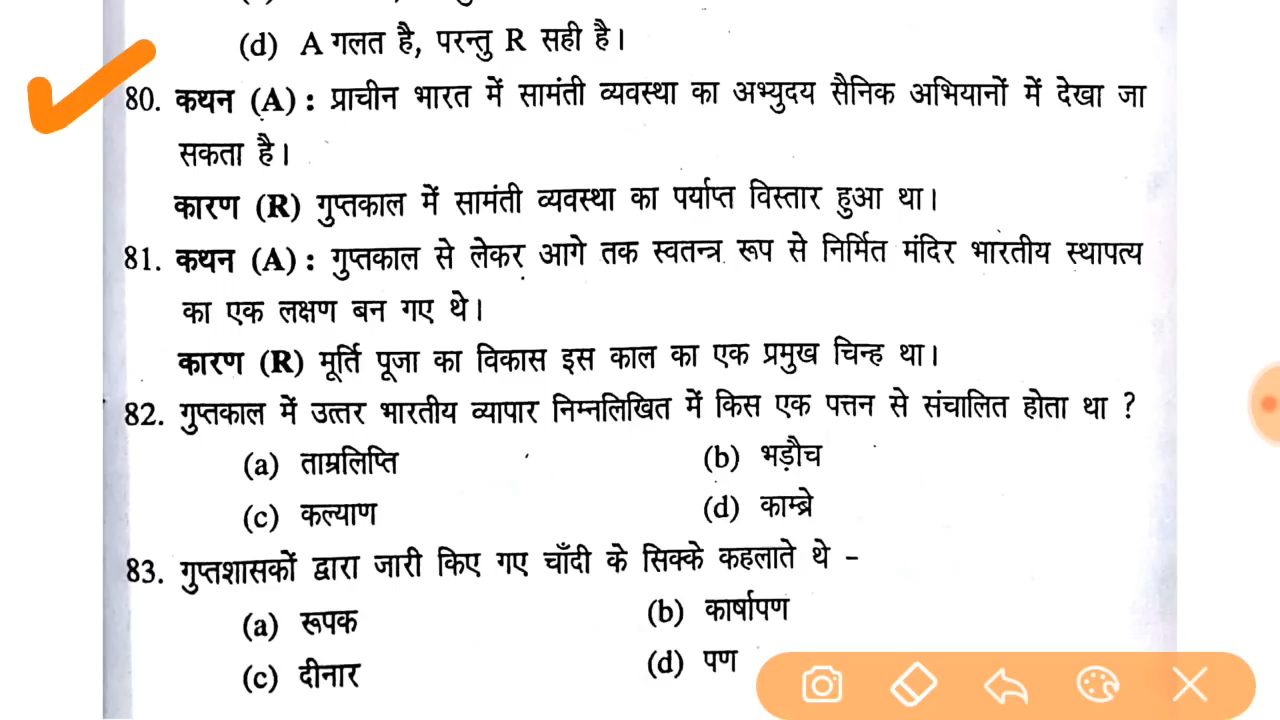 (d) A गलत है, परन्तु R सही है।
80. कथन (A) : प्राचीन भारत में सामंती व्यवस्था का अभ्युदय सैनिक अभियानों में देखा जा
सकता है।
कारण (R) गुप्तकाल में सामंती व्यवस्था का पर्याप्त विस्तार हुआ था।
81. कथन (A) : गुप्तकाल से लेकर आगे तक स्वतन्त्र रूप से निर्मित मंदिर भारतीय स्थापत्य
का एक लक्षण बन गए थे।
कारण (R) मूर्ति पूजा का विकास इस काल का एक प्रमुख चिन्ह था।
82. गुप्तकाल में उत्तर भारतीय व्यापार निम्नलिखित में किस एक पत्तन से संचालित होता था ?
(a) ताम्रलिप्ति (b) भड़ौच
(c) कल्याण (d) काम्ब्रे
83. गुप्तशासकों द्वारा जारी किए गए चाँदी के सिक्के कहलाते थे -
(a) रूपक (b) कार्षापण
(c) दीनार (d) पण